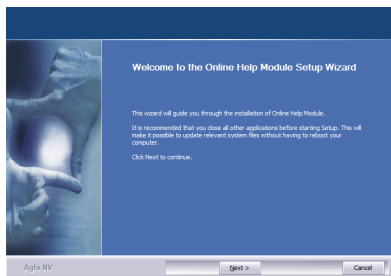 Welcome to the Online Help Module Setup Wizard
This wizard will guide you through the installation of Online Help Module.
It is recommended that you close all other applications before starting Setup. This will
make it possible to update relevant system files without having to reboot your
computer.
Click Next to continue.
Agfa NV
Next >
Cancel